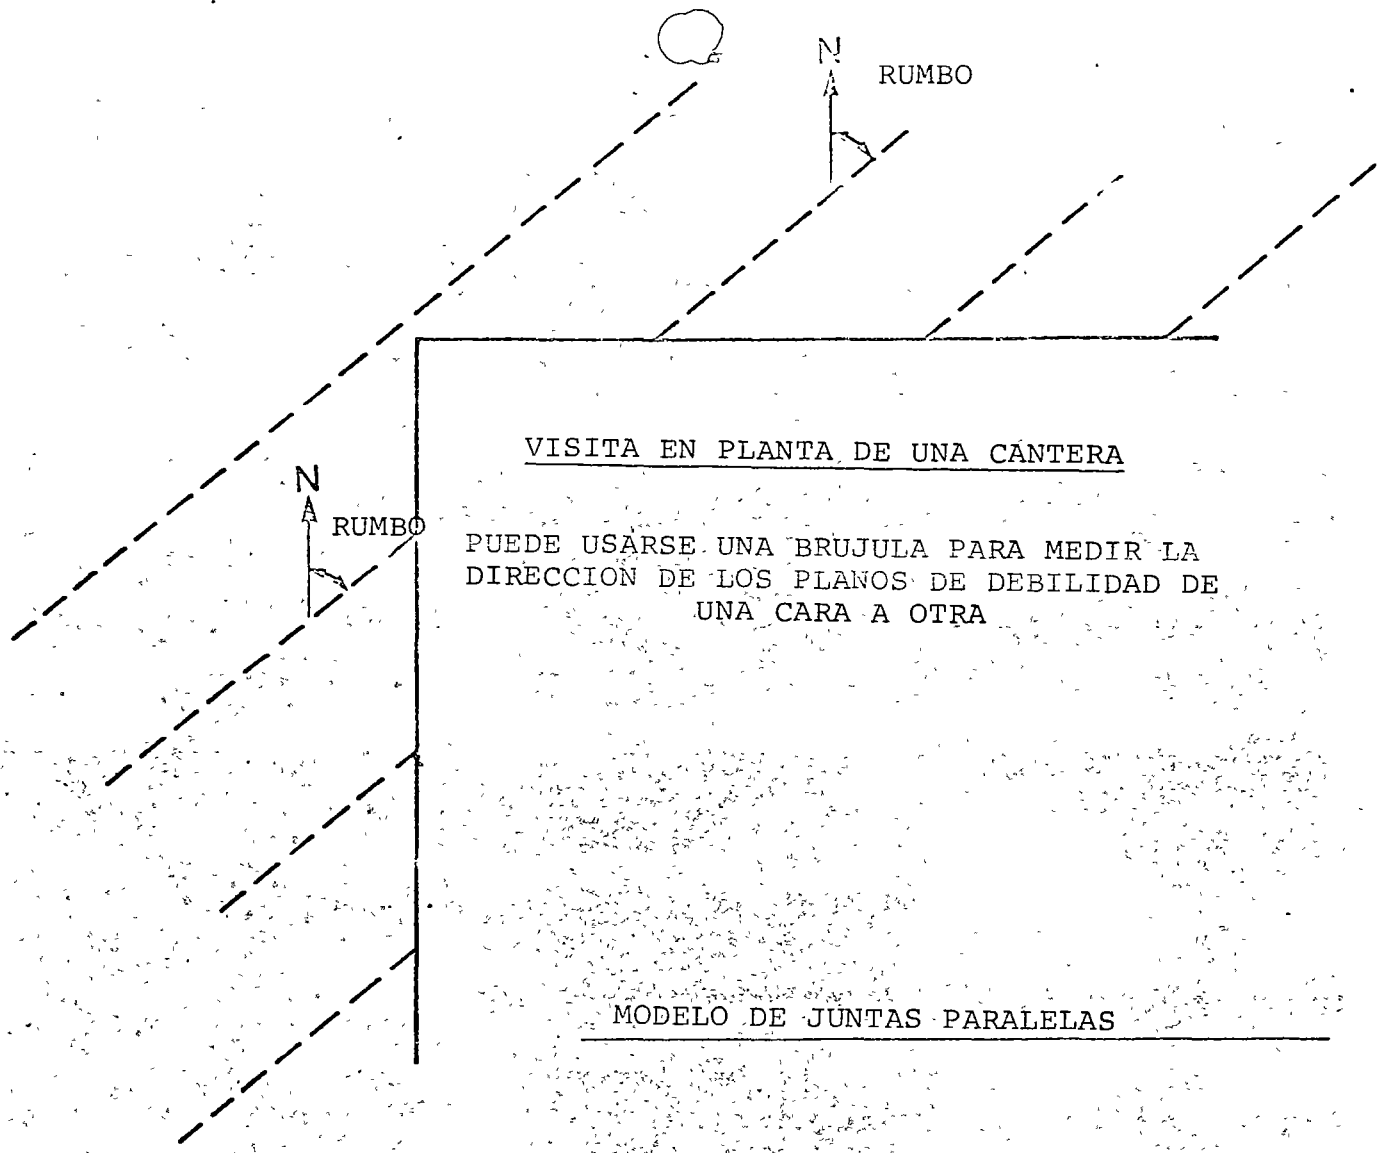 N
RUMBO
VISITA EN PLANTA DE UNA CANTERA
N
RUMBO
PUEDE USARSE UNA BRUJULA PARA MEDIR LA
DIRECCION DE LOS PLANOS DE DEBILIDAD DE
UNA CARA A OTRA
MODELO DE JUNTAS PARALELAS